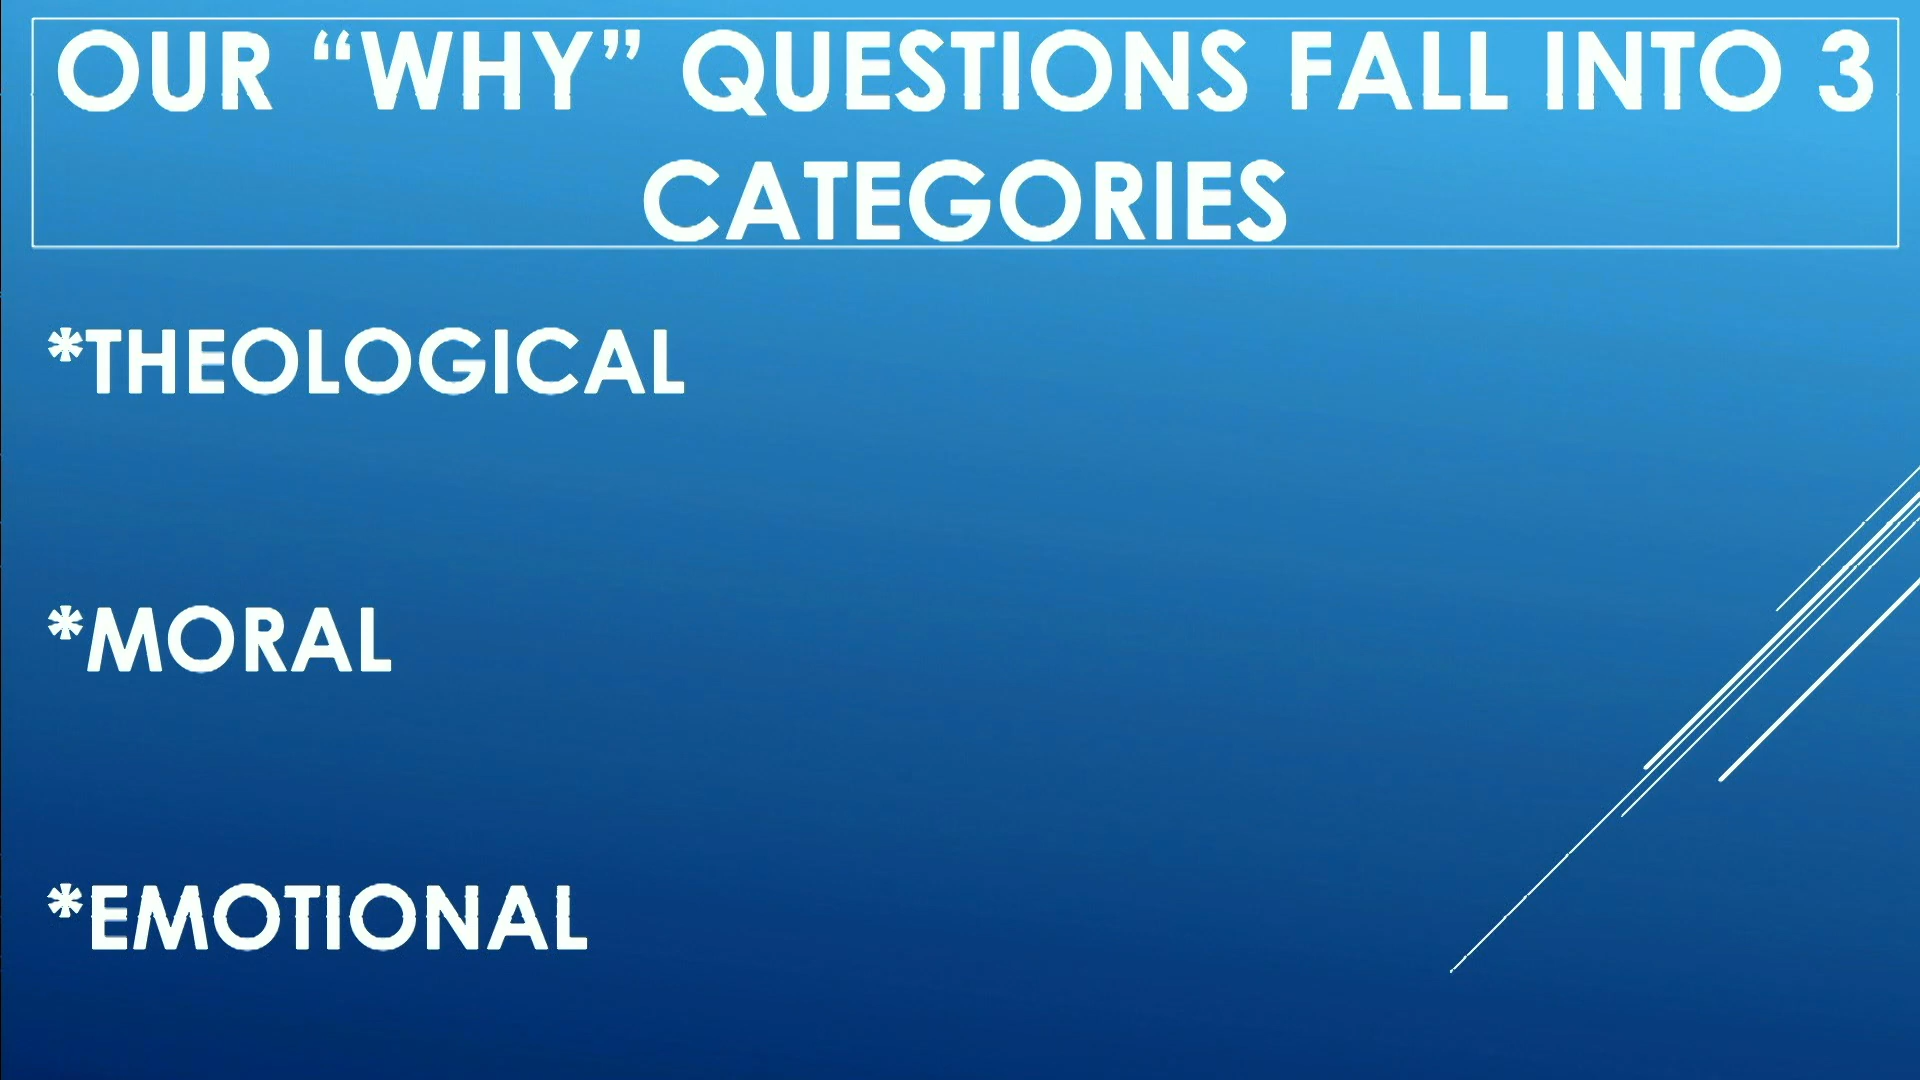 OUR “WHY” QUESTIONS FALL INTO 3
CATEGORIES
*THEOLOGICAL
*MORAL
*EMOTIONAL